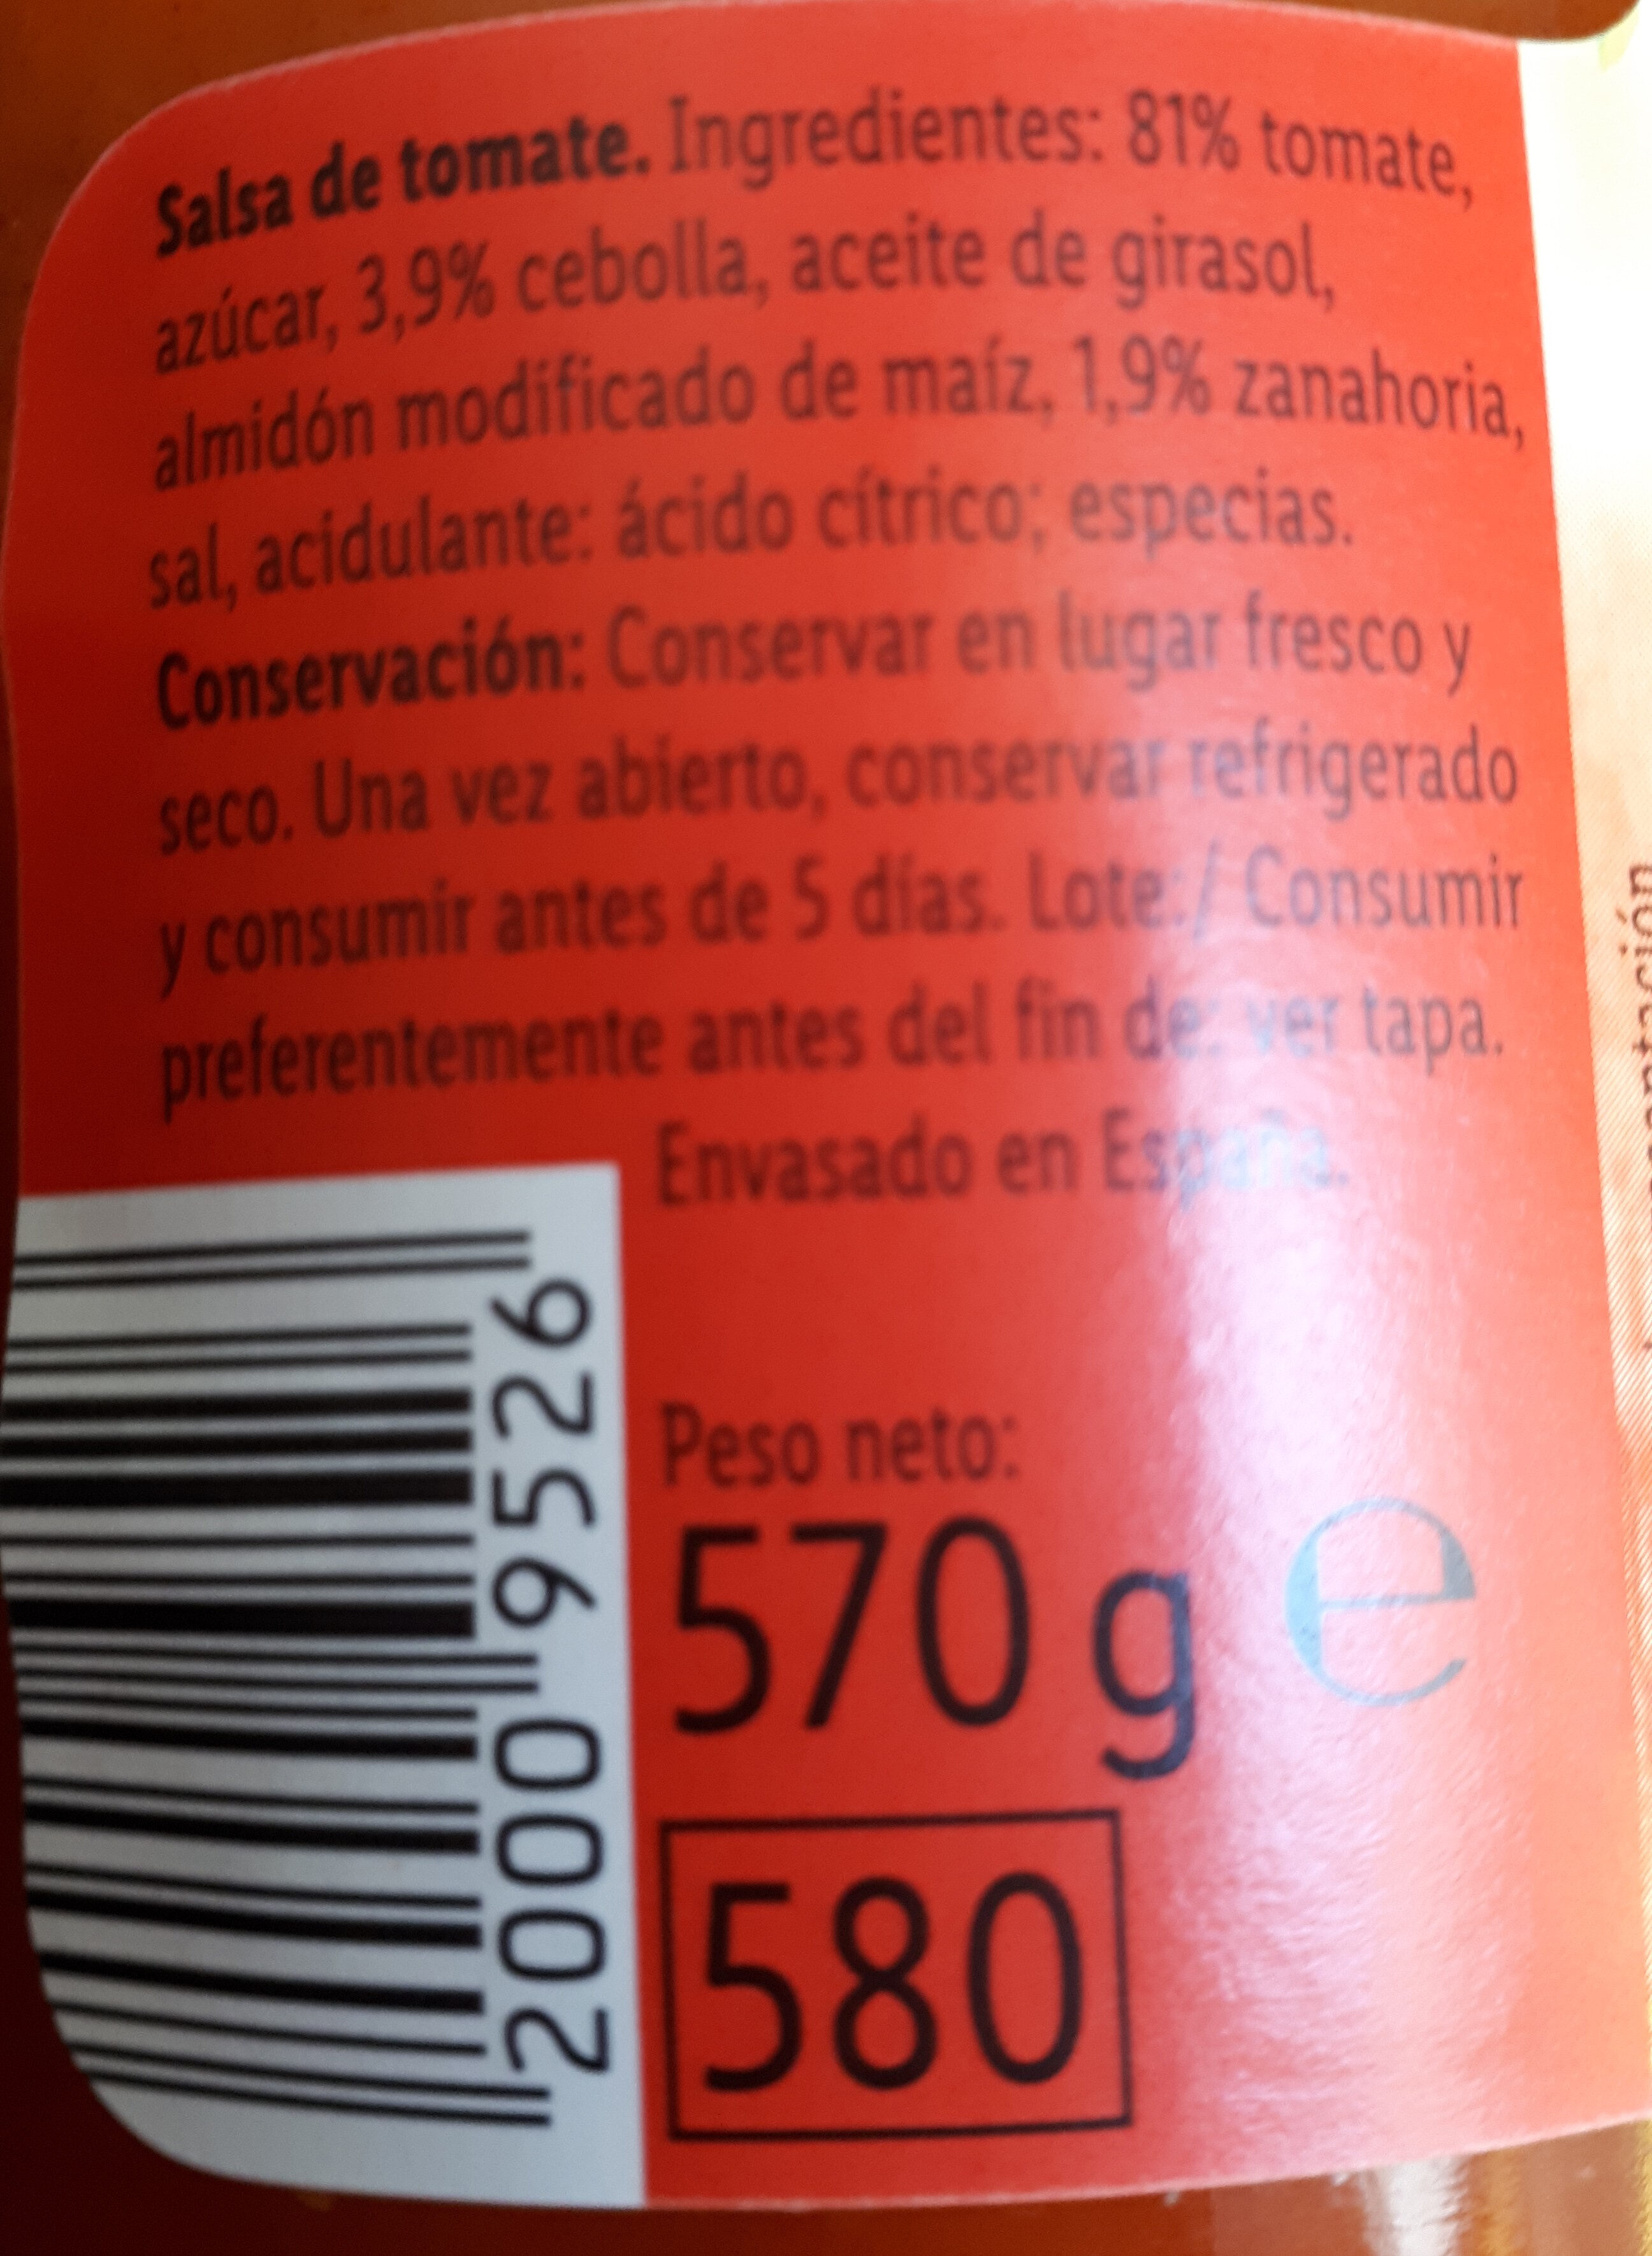 Salsa de tomate. Ingredientes: 81% tomate,
azúcar, 3,9% cebolla, aceite de girasol,
almidón modificado de maíz, 1,9% zanahoria,
sal, acidulante: ácido cítrico; especias.
Conservación: Conservar en lugar fresco y
seco. Una vez abierto, conservar refrigerado
y consumir antes de 5 días. Lote:/ Consumir
preferentemente antes del fin de: ver tapa.
Envasado en España.
Peso neto:
570 g e
580
2000 9526